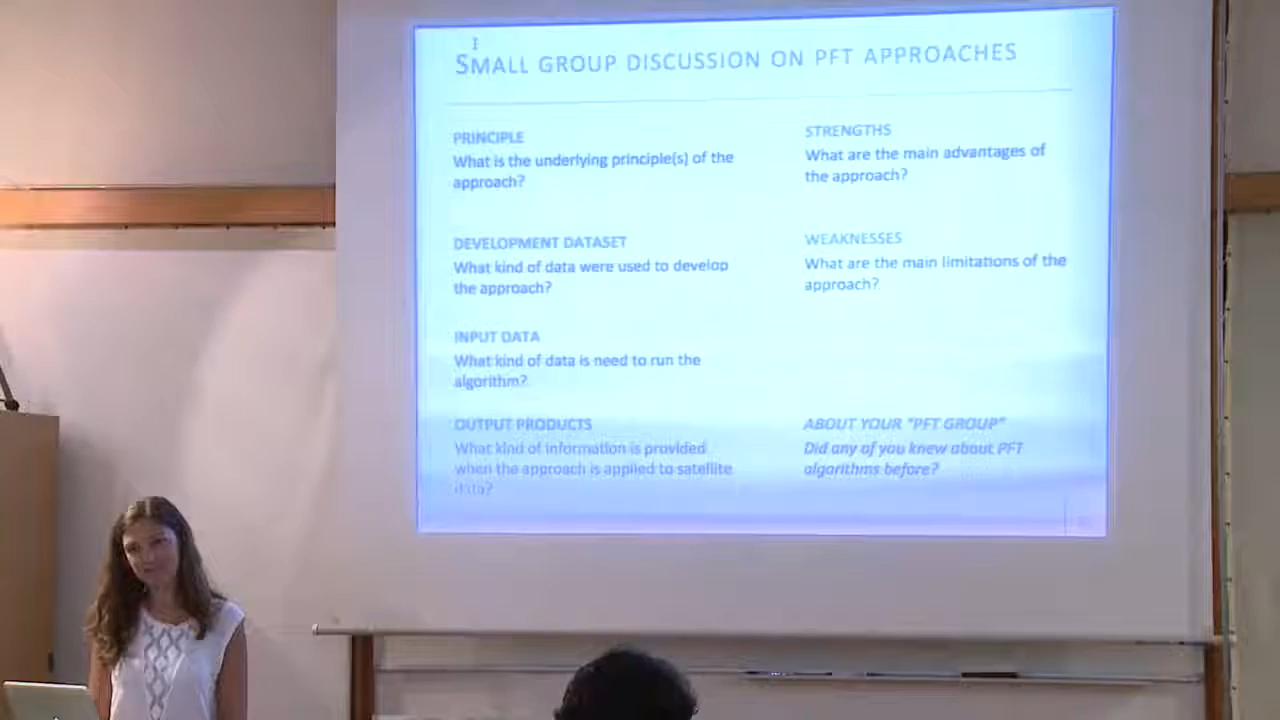 SMALL GROUP DISCUSSION ON PFT APPROACHES
PRINCIPLE
What is the underlying principle(s) of the
approach?
DEVELOPMENT DATASET
What kind of data were used to develop
the approach?
INPUT DATA
What kind of data is need to run the
algorithm?
OUTPUT PRODUCTS
What kind of information is provided
when the approach is applied to satellite
data?
STRENGTHS
What are the main advantages of
the approach?
WEAKNESSES
What are the main limitations of the
approach?
ABOUT YOUR "PFT GROUP"
Did any of you knew about PFT
algorithms before?